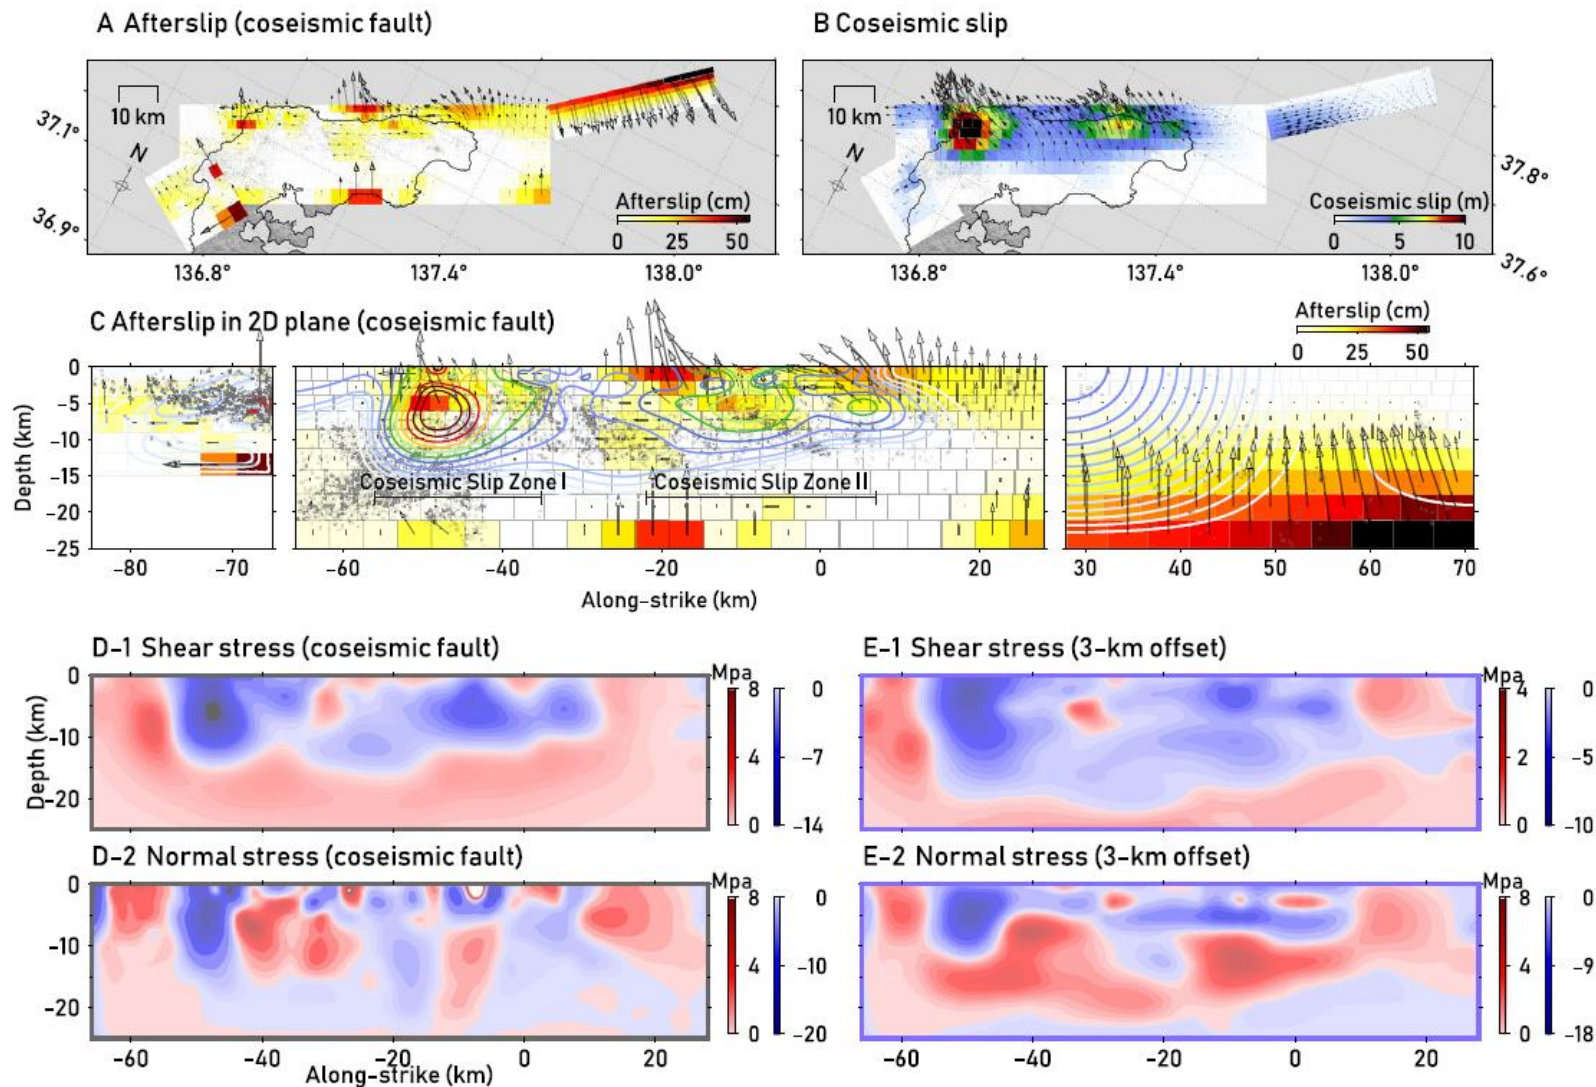 A Afterslip (coseismic fault)
B Coseismic slip
10 km
37.1°
N
36.9°
Afterslip (cm)
0 25 50
136.8° 137.4° 138.0°
10 km
N
37.8°
Coseismic slip (m)
0 5 10
37.6°
136.8° 137.4° 138.0°
C Afterslip in 2D plane (coseismic fault)
Afterslip (cm)
0 25 50
Depth (km)
0
-5
-10
-15
-20
-25
Coseismic Slip Zone I
Coseismic Slip Zone II
-80 -70 -60 -40 -20 0 20 30 40 50 60 70
Along-strike (km)
D-1 Shear stress (coseismic fault)
Mpa
Depth (km)
0
-10
-20
8 0
4 -7
0 -14
E-1 Shear stress (3-km offset)
Mpa
74 0
2 -5
0 -10
D-2 Normal stress (coseismic fault)
Mpa
0
-10
-20
8 0
4 -10
0 -20
-60 -40 -20 0 20
Along-strike (km)
E-2 Normal stress (3-km offset)
Mpa
8 0
4 -9
0 -18
-60 -40 -20 0 20